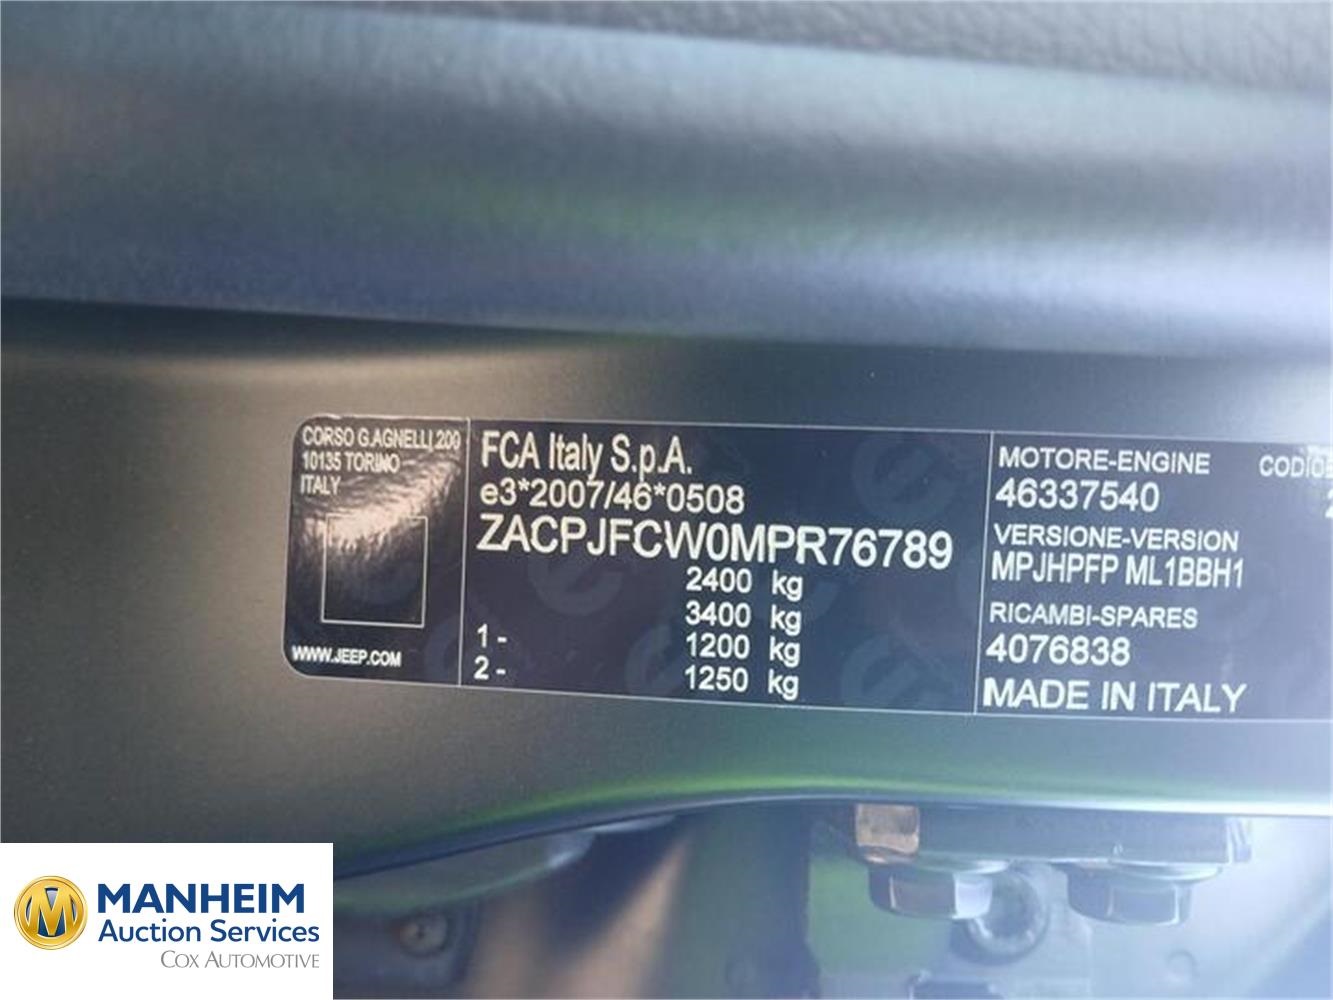 CORSO G.AGNELLI 200
10135 TORINO
ITALY
WWW.JEEP.COM
FCA Italy S.p.A.
e3*2007/46*0508
ZACPJFCW0MPR76789
2400 kg
3400 kg
1 - 1200 kg
2 - 1250 kg
MOTORE-ENGINE
46337540
VERSIONE-VERSION
MPJHPFP ML1BBH1
RICAMBI-SPARES
4076838
MADE IN ITALY
MANHEIM
Auction Services
COX AUTOMOTIVE